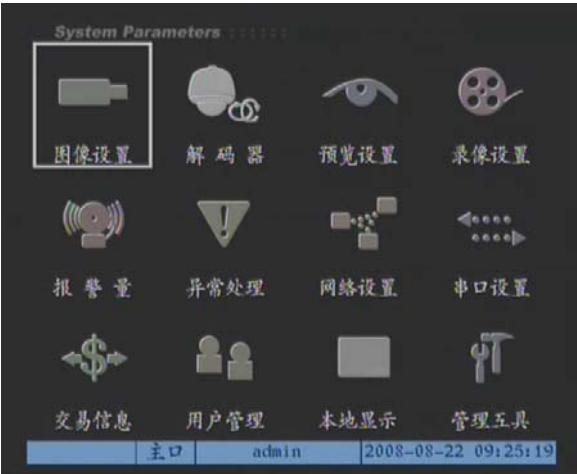 System Parameters ::::::
图像设置 解码器 预览设置 录像设置
报警量 异常处理 网络设置 串口设置
交易信息 用户管理 本地显示 管理工具
主口 admin 2008-08-22 09:25:19